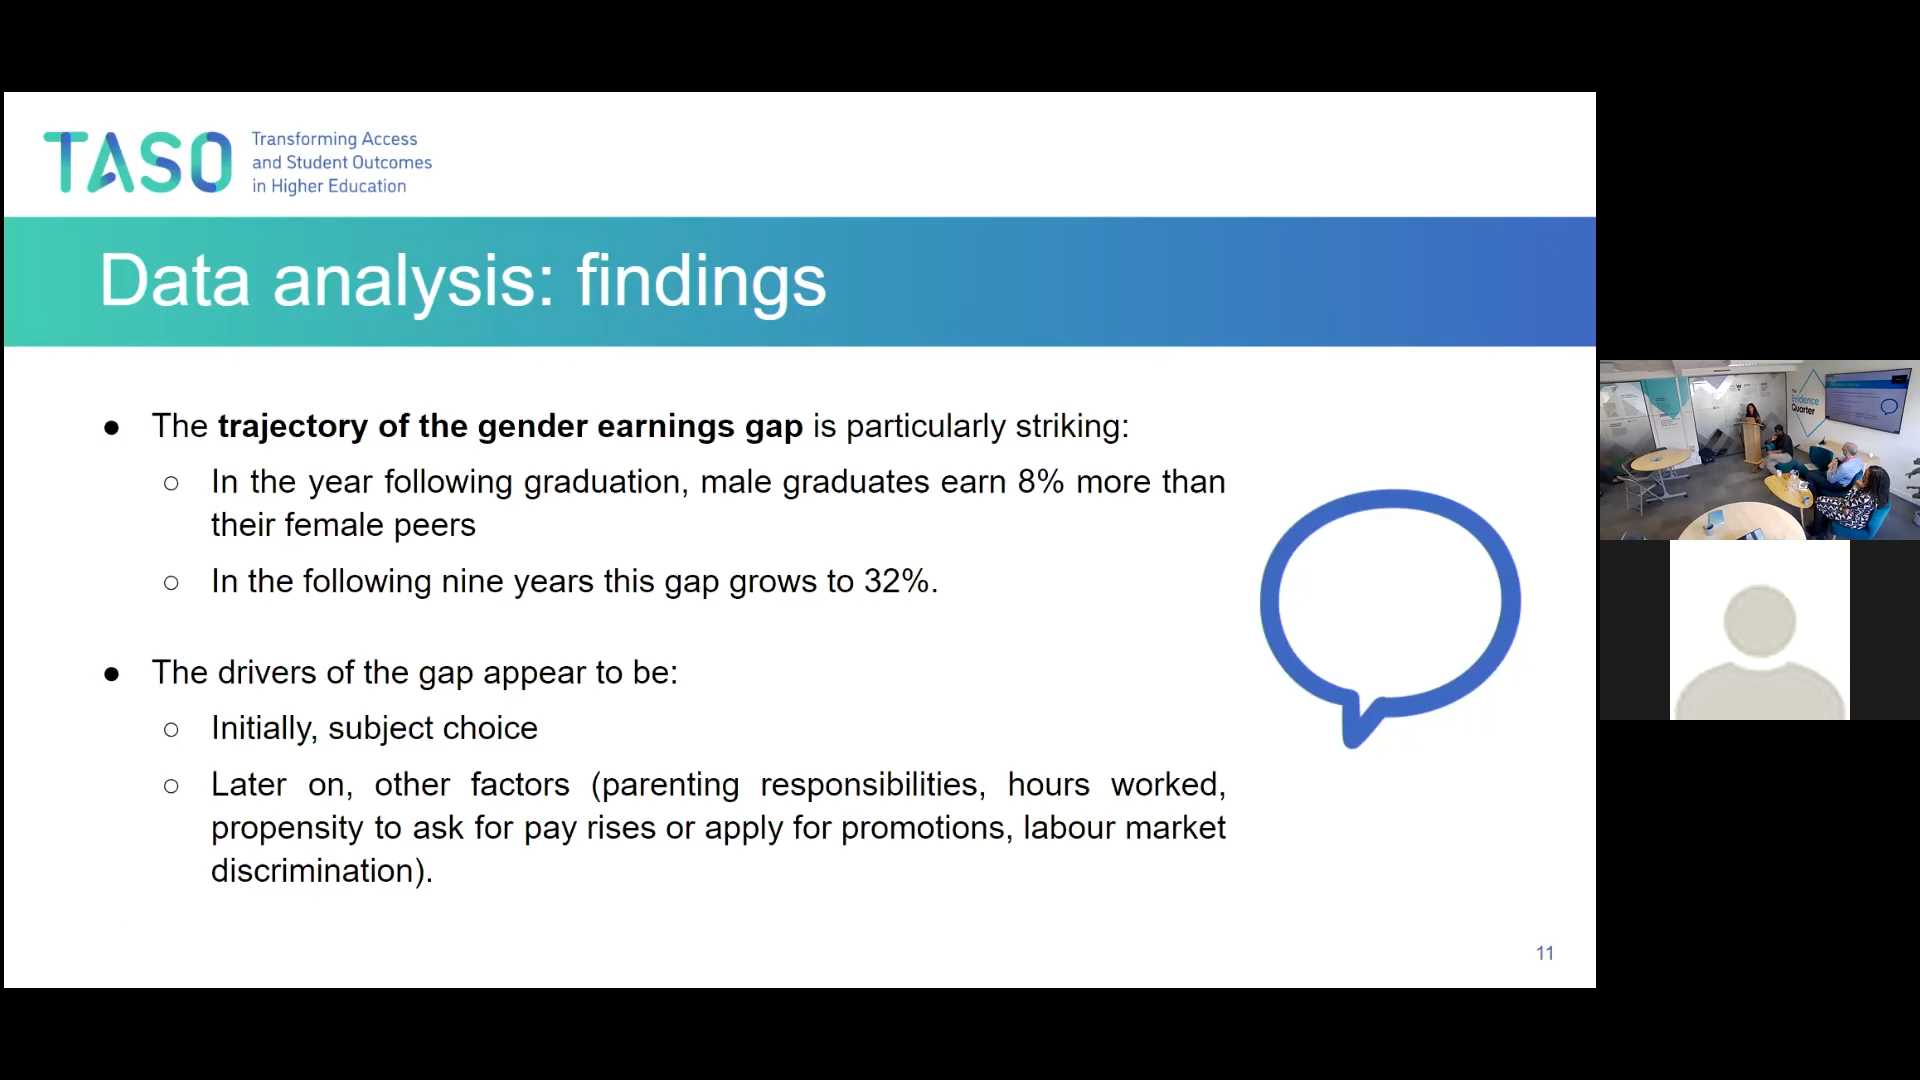 TASO
Transforming Access
and Student Outcomes
in Higher Education
Data analysis: findings
● The trajectory of the gender earnings gap is particularly striking:
○ In the year following graduation, male graduates earn 8% more than
their female peers
○ In the following nine years this gap grows to 32%.
● The drivers of the gap appear to be:
○ Initially, subject choice
○ Later on, other factors (parenting responsibilities, hours worked,
propensity to ask for pay rises or apply for promotions, labour market
discrimination).
11
Evidence
Quarter